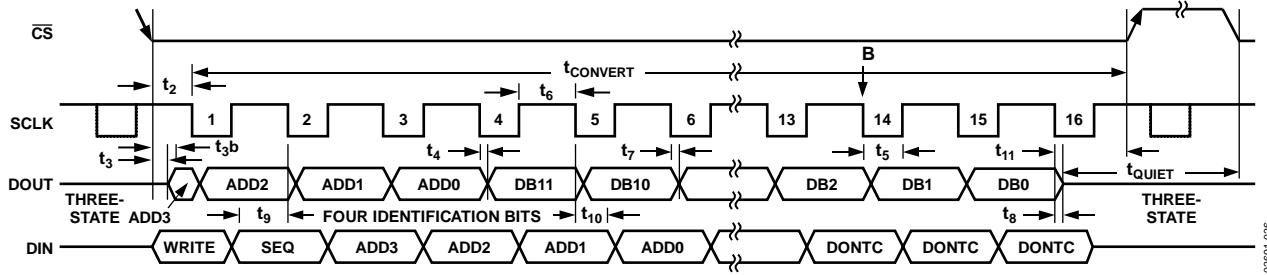 CS
B
tCONVERT
t2
t6
SCLK
1 2 3 4 5 6 13 14 15 16
t3b
t3
t4
t7
t5
t11
tQUIET
DOUT
ADD2 ADD1 ADD0 DB11 DB10 DB2 DB1 DB0
THREE-
STATE
ADD3
THREE-
STATE
t9
FOUR IDENTIFICATION BITS
t10
t8
DIN
WRITE SEQ ADD3 ADD2 ADD1 ADD0 DONTC DONTC DONTC